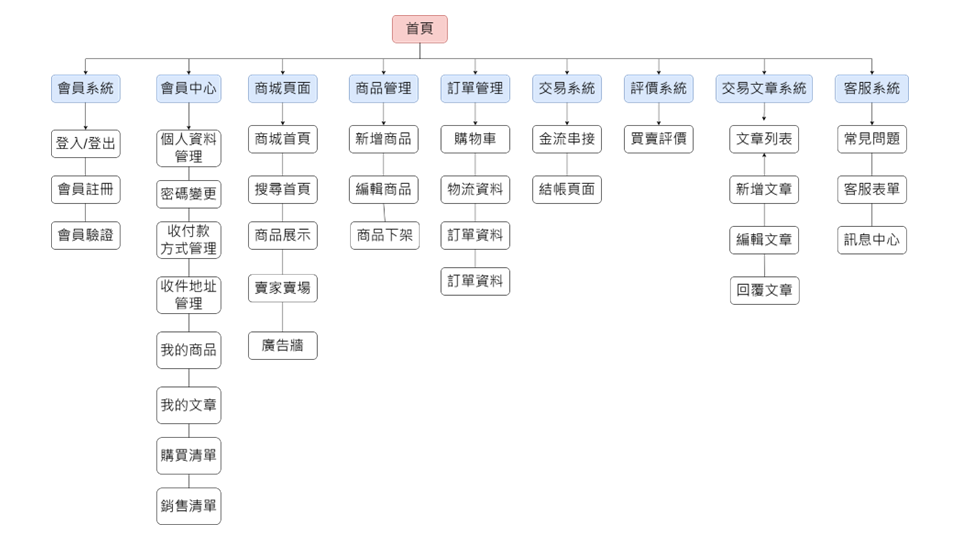 首頁
會員系統
會員中心
商城頁面
商品管理
訂單管理
交易系統
評價系統
交易文章系統
客服系統
登入/登出
會員註冊
會員驗證
個人資料
管理
密碼變更
收付款
方式管理
收件地址
管理
我的商品
我的文章
購買清單
銷售清單
商城首頁
搜尋首頁
商品展示
賣家賣場
廣告牆
新增商品
編輯商品
商品下架
購物車
物流資料
訂單資料
訂單資料
金流串接
結帳頁面
買賣評價
文章列表
新增文章
編輯文章
回覆文章
常見問題
客服表單
訊息中心